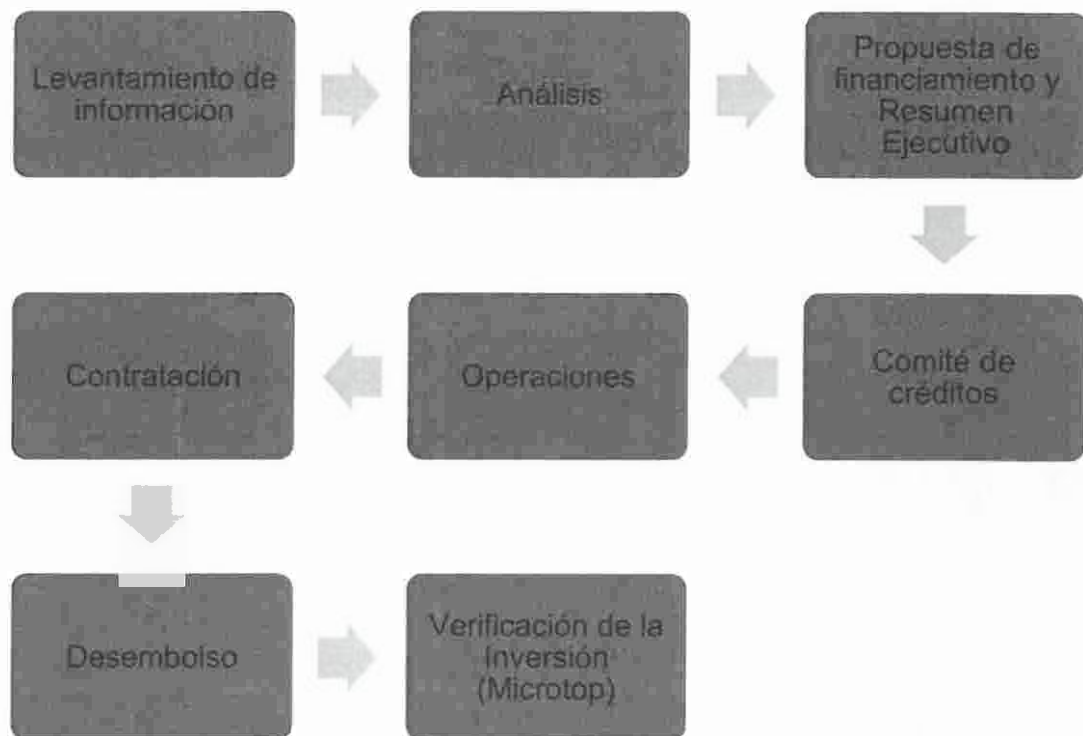 Levantamiento de
información
Análisis
Propuesta de
financiamiento y
Resumen
Ejecutivo
Comité de
créditos
Operaciones
Contratación
Desembolso
Verificación de la
Inversión
(Microtop)